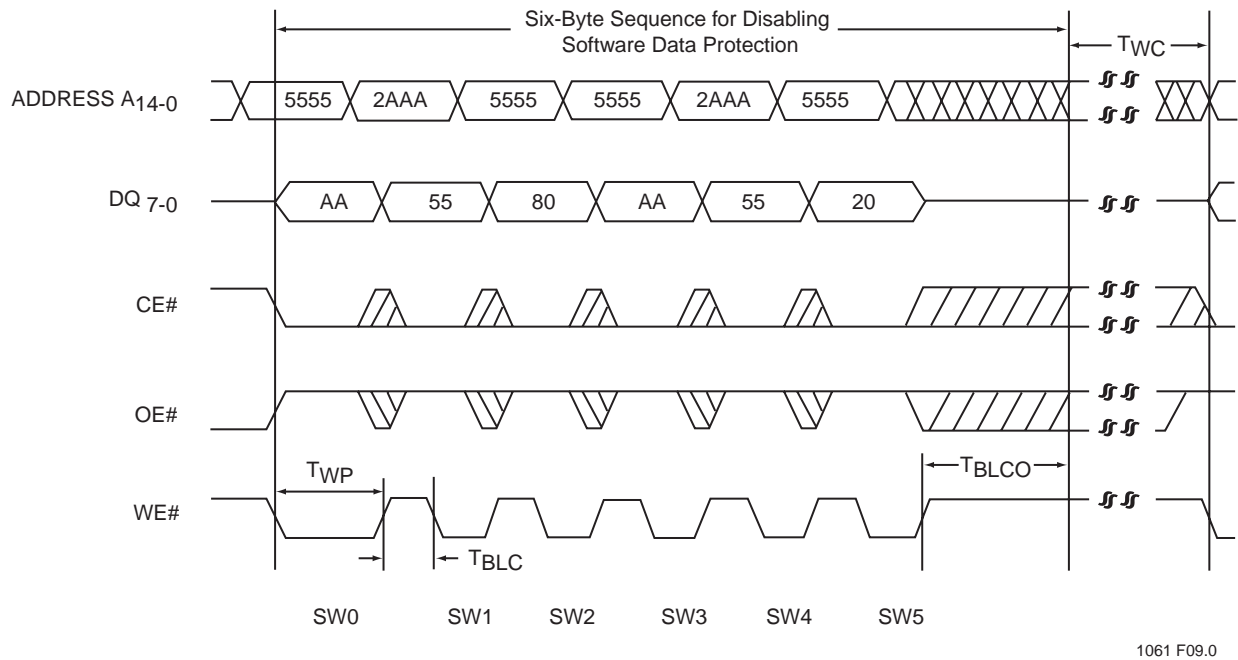 Six-Byte Sequence for Disabling
Software Data Protection
TWC
ADDRESS A14-0
5555 2AAA 5555 5555 2AAA 5555
DQ 7-0
AA 55 80 AA 55 20
CE#
OE#
TWP
TBLCO
WE#
TBLC
SW0 SW1 SW2 SW3 SW4 SW5
1061 F09.0